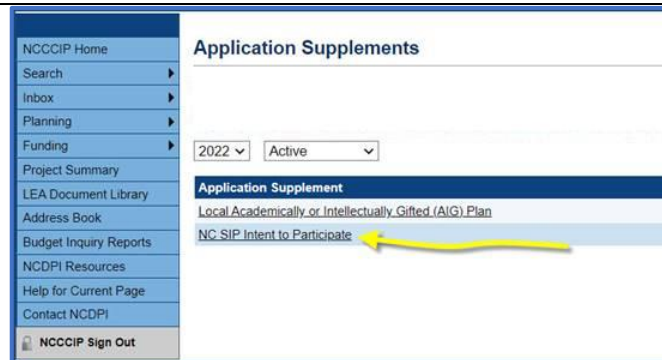 NCCCIP Home
Search
Inbox
Planning
Funding
Project Summary
LEA Document Library
Address Book
Budget Inquiry Reports
NCDPI Resources
Help for Current Page
Contact NCDPI
NCCCIP Sign Out
Application Supplements
2022 Active
Application Supplement
Local Academically or Intellectually Gifted (AIG) Plan
NC SIP Intent to Participate